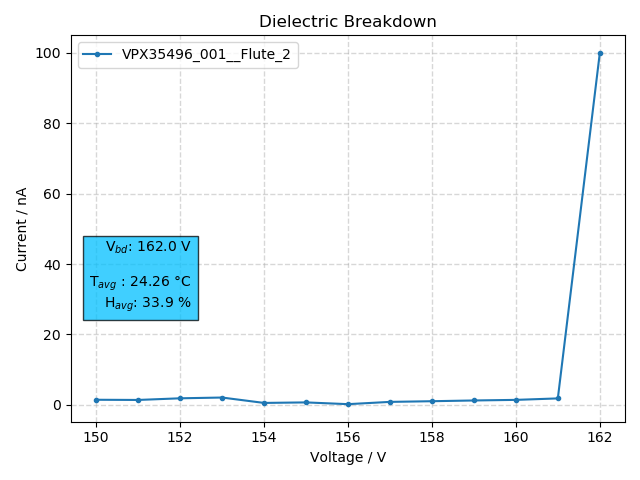 Dielectric Breakdown
VPX35496_001__Flute_2
100
80
60
40
20
0
Current / nA
V_bd: 162.0 V
T_avg : 24.26 °C
H_avg: 33.9 %
150 152 154 156 158 160 162
Voltage / V